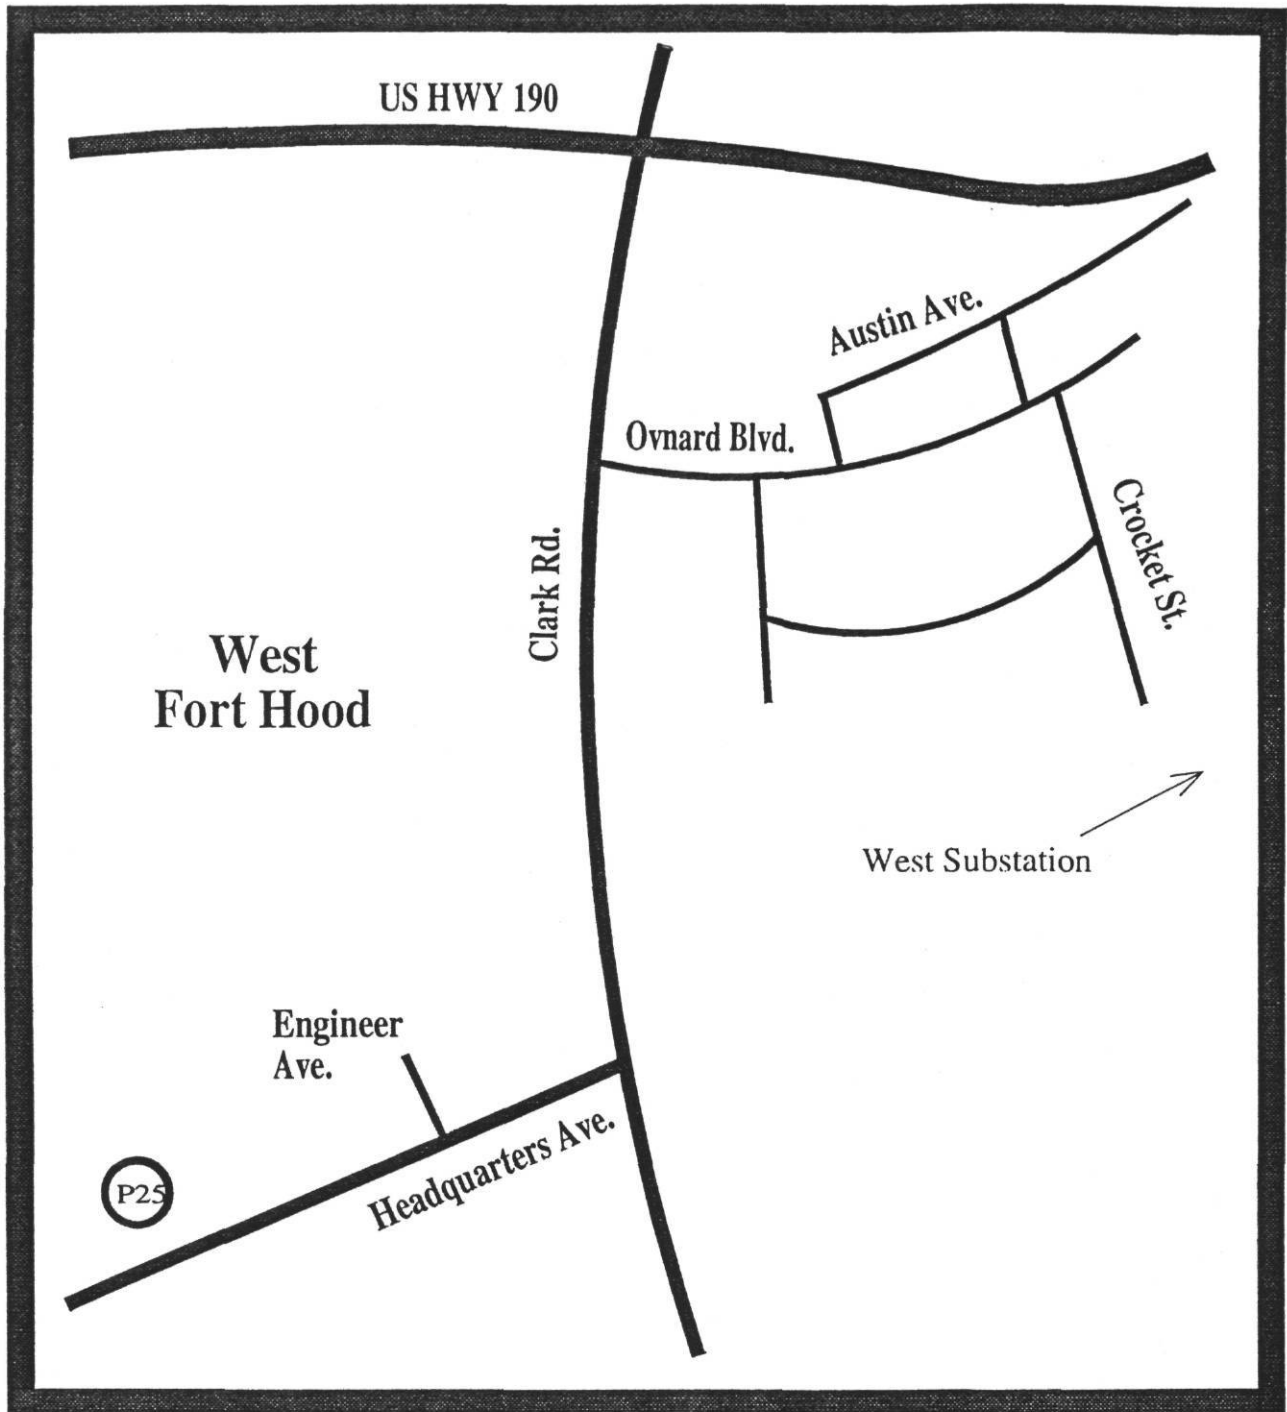 US HWY 190
Austin Ave.
Ovnard Blvd.
Crocket St.
Clark Rd.
West
Fort Hood
West Substation
Engineer
Ave.
Headquarters Ave.
P25